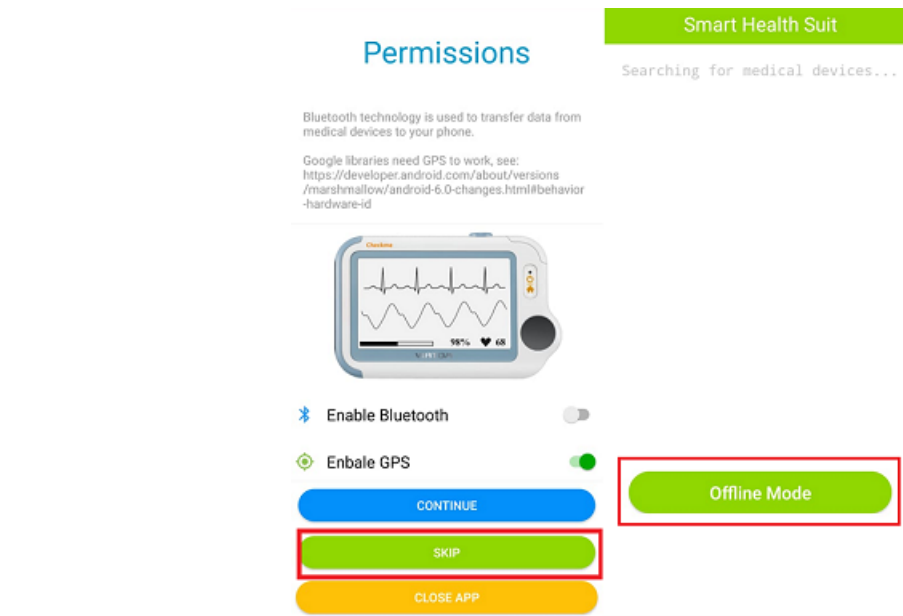 Permissions
Bluetooth technology is used to transfer data from
medical devices to your phone.
Google libraries need GPS to work, see:
https://developer.android.com/about/versions
/marshmallow/android-6.0-changes.html#behavior
-hardware-id
Checkme
98% 68
Enable Bluetooth
Enbale GPS
CONTINUE
SKIP
CLOSE APP
Smart Health Suit
Searching for medical devices...
Offline Mode